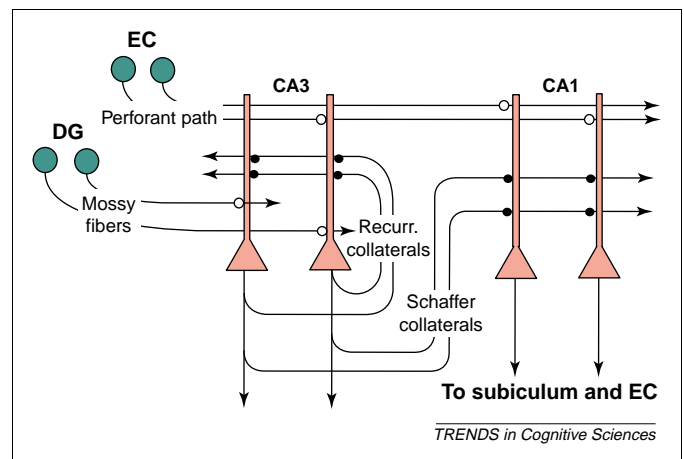 EC
CA3
CA1
Perforant path
DG
Mossy
fibers
Recurr.
collaterals
Schaffer
collaterals
To subiculum and EC
TRENDS in Cognitive Sciences